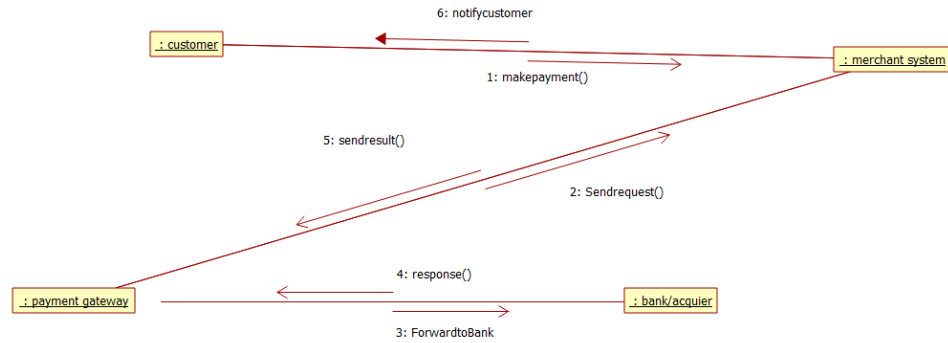 6: notifycustomer
: customer
: merchant system
1: makepayment()
5: sendresult()
2: Sendrequest()
4: response()
: payment gateway
: bank/acquier
3: ForwardtoBank